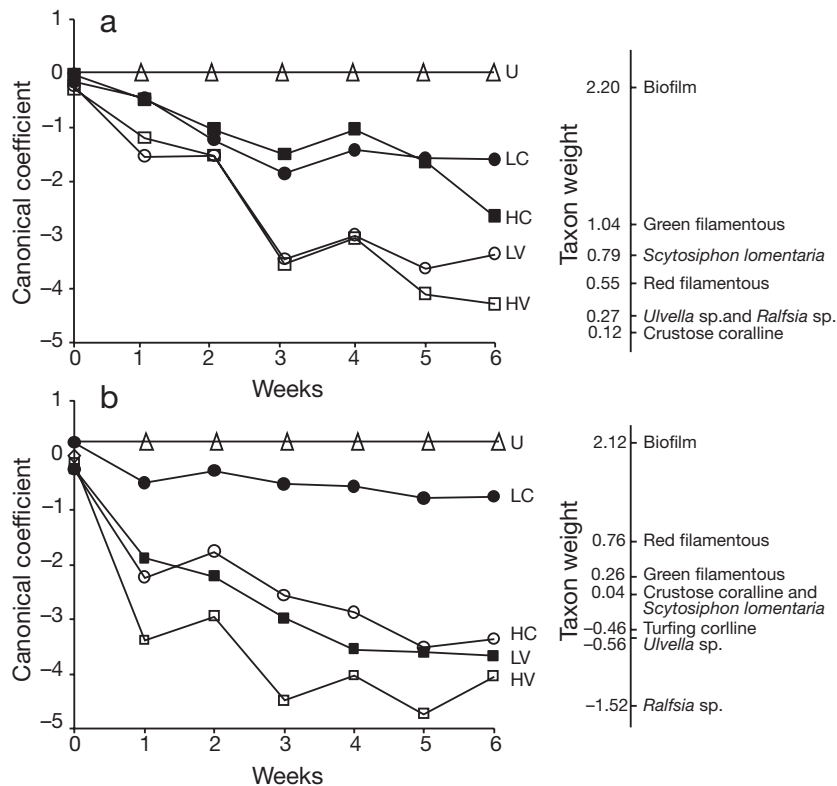 a
1
0
−1
−2
−3
−4
−5
Canonical coefficient
U
LC
HC
LV
HV
0 1 2 3 4 5 6
Weeks
Taxon weight
2.20 Biofilm
1.04 Green filamentous
0.79 Scytosiphon lomentaria
0.55 Red filamentous
0.27 Ulvella sp.and Ralfsia sp.
0.12 Crustose coralline
b
1
0
−1
−2
−3
−4
−5
Canonical coefficient
U
LC
HC
LV
HV
0 1 2 3 4 5 6
Weeks
Taxon weight
2.12 Biofilm
0.76 Red filamentous
0.26 Green filamentous
0.04 Crustose coralline and
Scytosiphon lomentaria
−0.46 Turfing corlline
−0.56 Ulvella sp.
−1.52 Ralfsia sp.